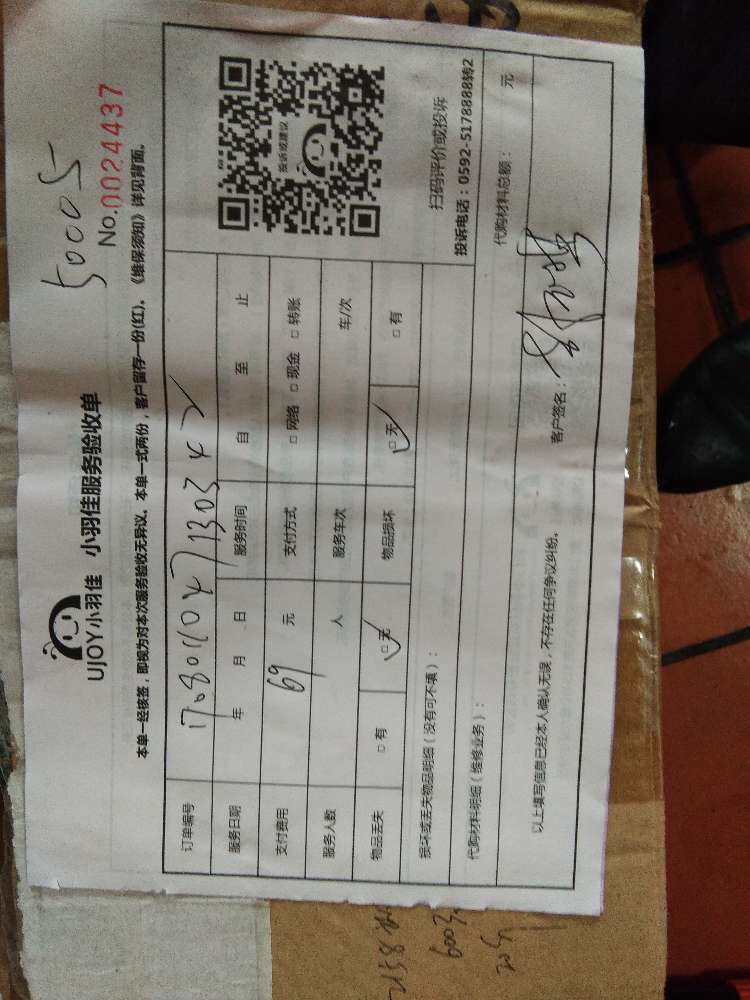 50005
UJOY小羽佳 小羽佳服务验收单
No.0024437
本单一经核签，即视为对本次服务验收无异议。本单一式两份，客户留存一份(红)。《维保须知》详见背面。
订单编号
服务日期 年 月 日 服务时间 自 至 止
支付费用 69 元 支付方式 □ 网络 □ 现金 □ 转账
服务人数 人 服务车次 车/次
物品丢失 □ 有 □ 无 物品损坏 □ 无 □ 有
投诉或建议
扫码评价或投诉
投诉电话：0592-5178888转2
损坏或丢失物品明细（没有可不填）：
代购材料明细（维修业务）： 代购材料总额： 元
以上填写信息已经本人确认无误，不存在任何争议纠纷。 客户签名：